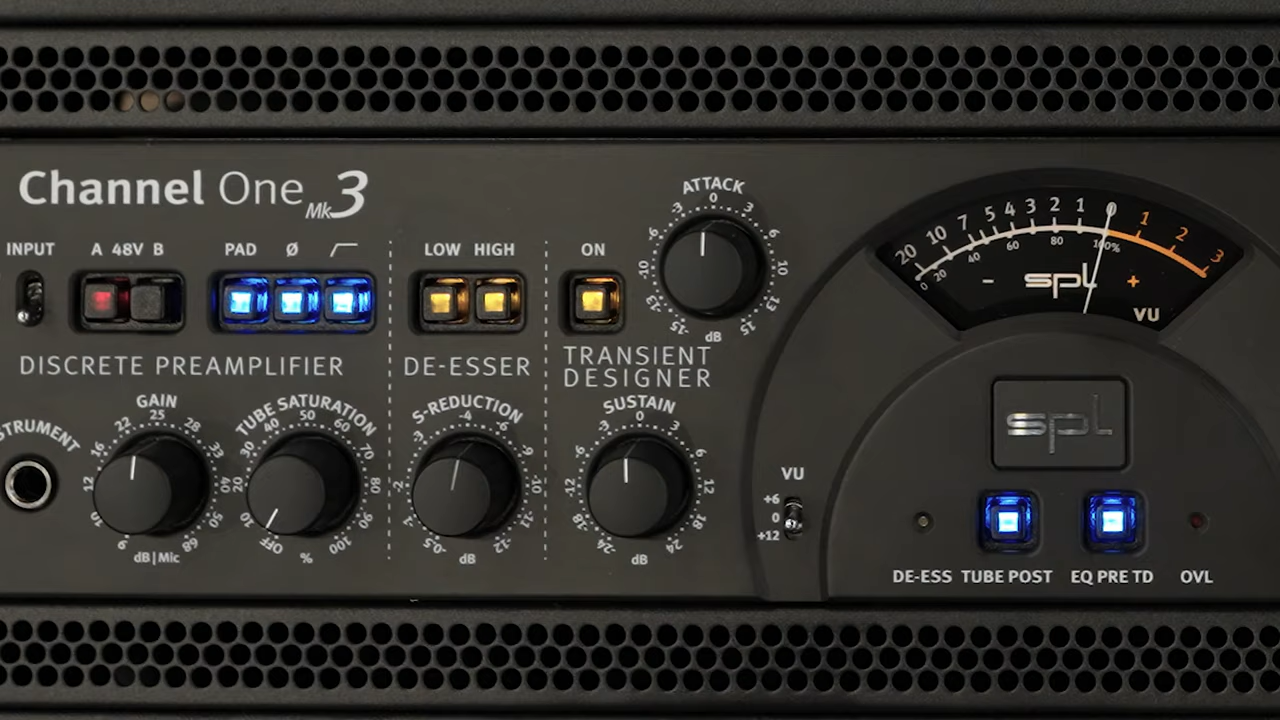 Channel One Mk3
INPUT
A 48V B
PAD Ø
DISCRETE PREAMPLIFIER
STRUMENT
GAIN
9 10 12 16 22 25 28 33 40 50 68
dB|Mic
TUBE SATURATION
OFF 10 20 30 40 50 60 70 80 90 100
%
LOW HIGH
DE-ESSER
S-REDUCTION
-0,5 -1 -2 -3 -4 -6 -9 -10 -11 -12
dB
ON
TRANSIENT
DESIGNER
ATTACK
-15 -13 -10 -6 -3 0 3 6 10 13 15
dB
SUSTAIN
-24 -18 -12 -6 -3 0 3 6 12 18 24
dB
VU
+6
0
+12
20 10 7 5 4 3 2 1 0 1 2 3
0 20 40 60 80 100%
- spl +
VU
spl
DE-ESS TUBE POST EQ PRE TD OVL